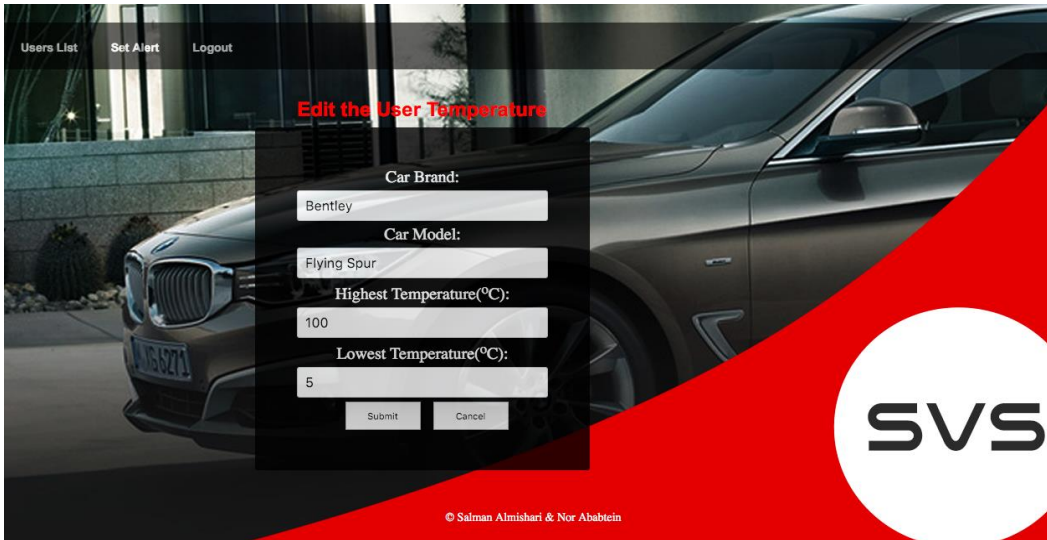 Users List Set Alert Logout
Edit the User Temperature
Car Brand:
Bentley
Car Model:
Flying Spur
Highest Temperature(ºC):
100
Lowest Temperature(ºC):
5
Submit Cancel
SVS
© Salman Almishari & Nor Ababtein